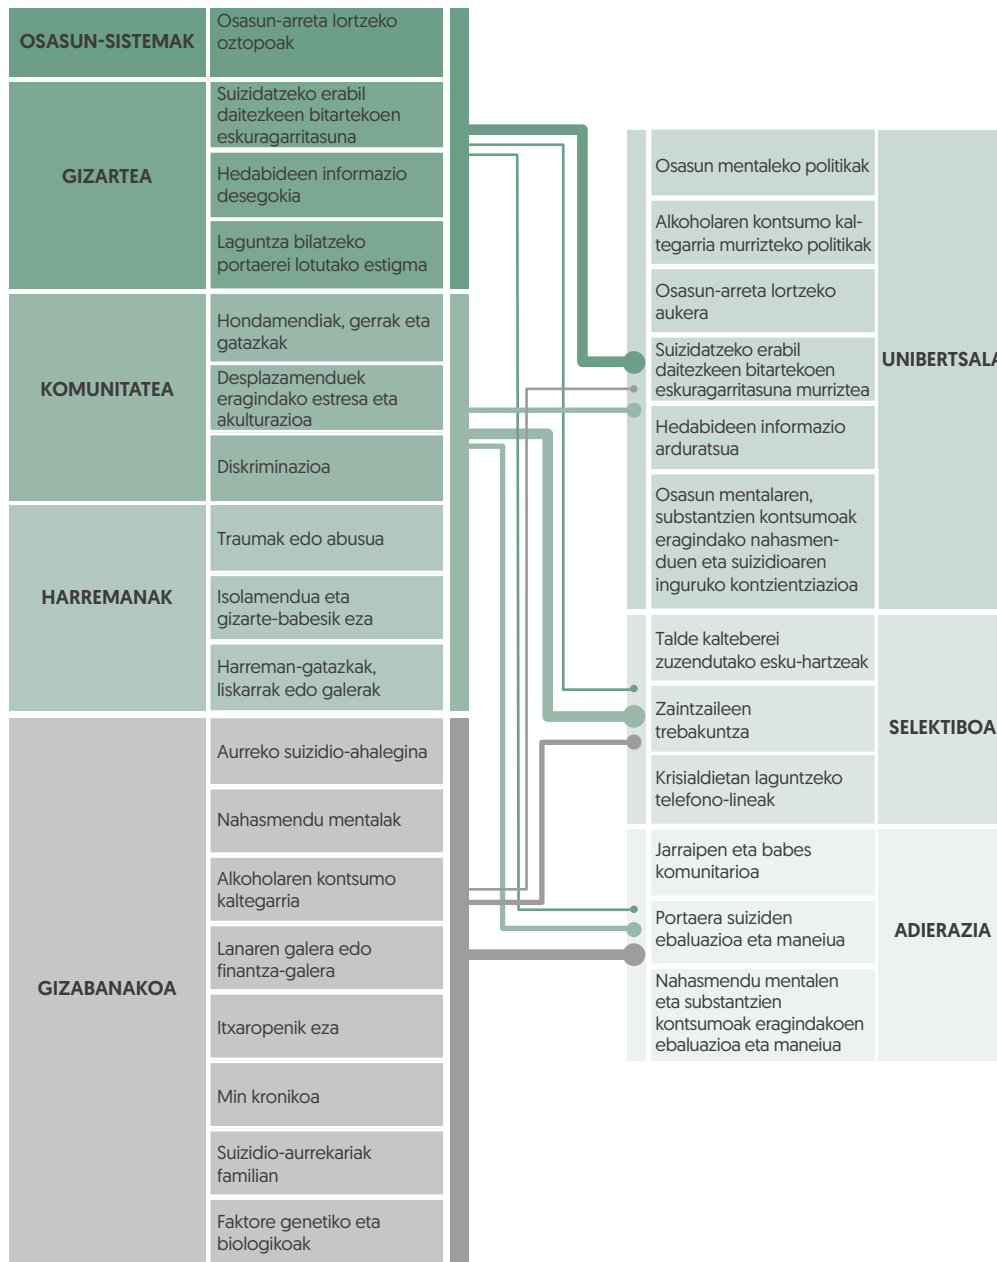 OSASUN-SISTEMAK
Osasun-arreta lortzeko
oztopoak
GIZARTEA
Suizidatzeko erabil
daitezkeen bitartekoen
eskuragarritasuna
Hedabideen informazio
desegokia
Laguntza bilatzeko
portaerei lotutako estigma
KOMUNITATEA
Hondamendiak, gerrak eta
gatazkak
Desplazamenduek
eragindako estresa eta
akulturazioa
Diskriminazioa
HARREMANAK
Traumak edo abusua
Isolamendua eta
gizarte-babesik eza
Harreman-gatazkak,
liskarrak edo galerak
GIZABANAKOA
Aurreko suizidio-ahalegina
Nahasmendu mentalak
Alkoholaren kontsumo
kaltegarria
Lanaren galera edo
finantza-galera
Itxaropenik eza
Min kronikoa
Suizidio-aurrekariak
familian
Faktore genetiko eta
biologikoak
Osasun mentaleko politikak
Alkoholaren kontsumo kal-
tegarria murrizteko politikak
Osasun-arreta lortzeko
aukera
Suizidatzeko erabil
daitezkeen bitartekoen
eskuragarritasuna murriztea
Hedabideen informazio
arduratsua
Osasun mentalaren,
substantzien kontsumoak
eragindako nahasmen-
duen eta suizidioaren
inguruko kontzientziazioa
UNIBERTSALA
Talde kalteberei
zuzendutako esku-hartzeak
Zaintzaileen
trebakuntza
Krisialdietan laguntzeko
telefono-lineak
SELEKTIBOA
Jarraipen eta babes
komunitarioa
Portaera suiziden
ebaluazioa eta maneiua
Nahasmendu mentalen
eta substantzien
kontsumoak eragindakoen
ebaluazioa eta maneiua
ADIERAZIA